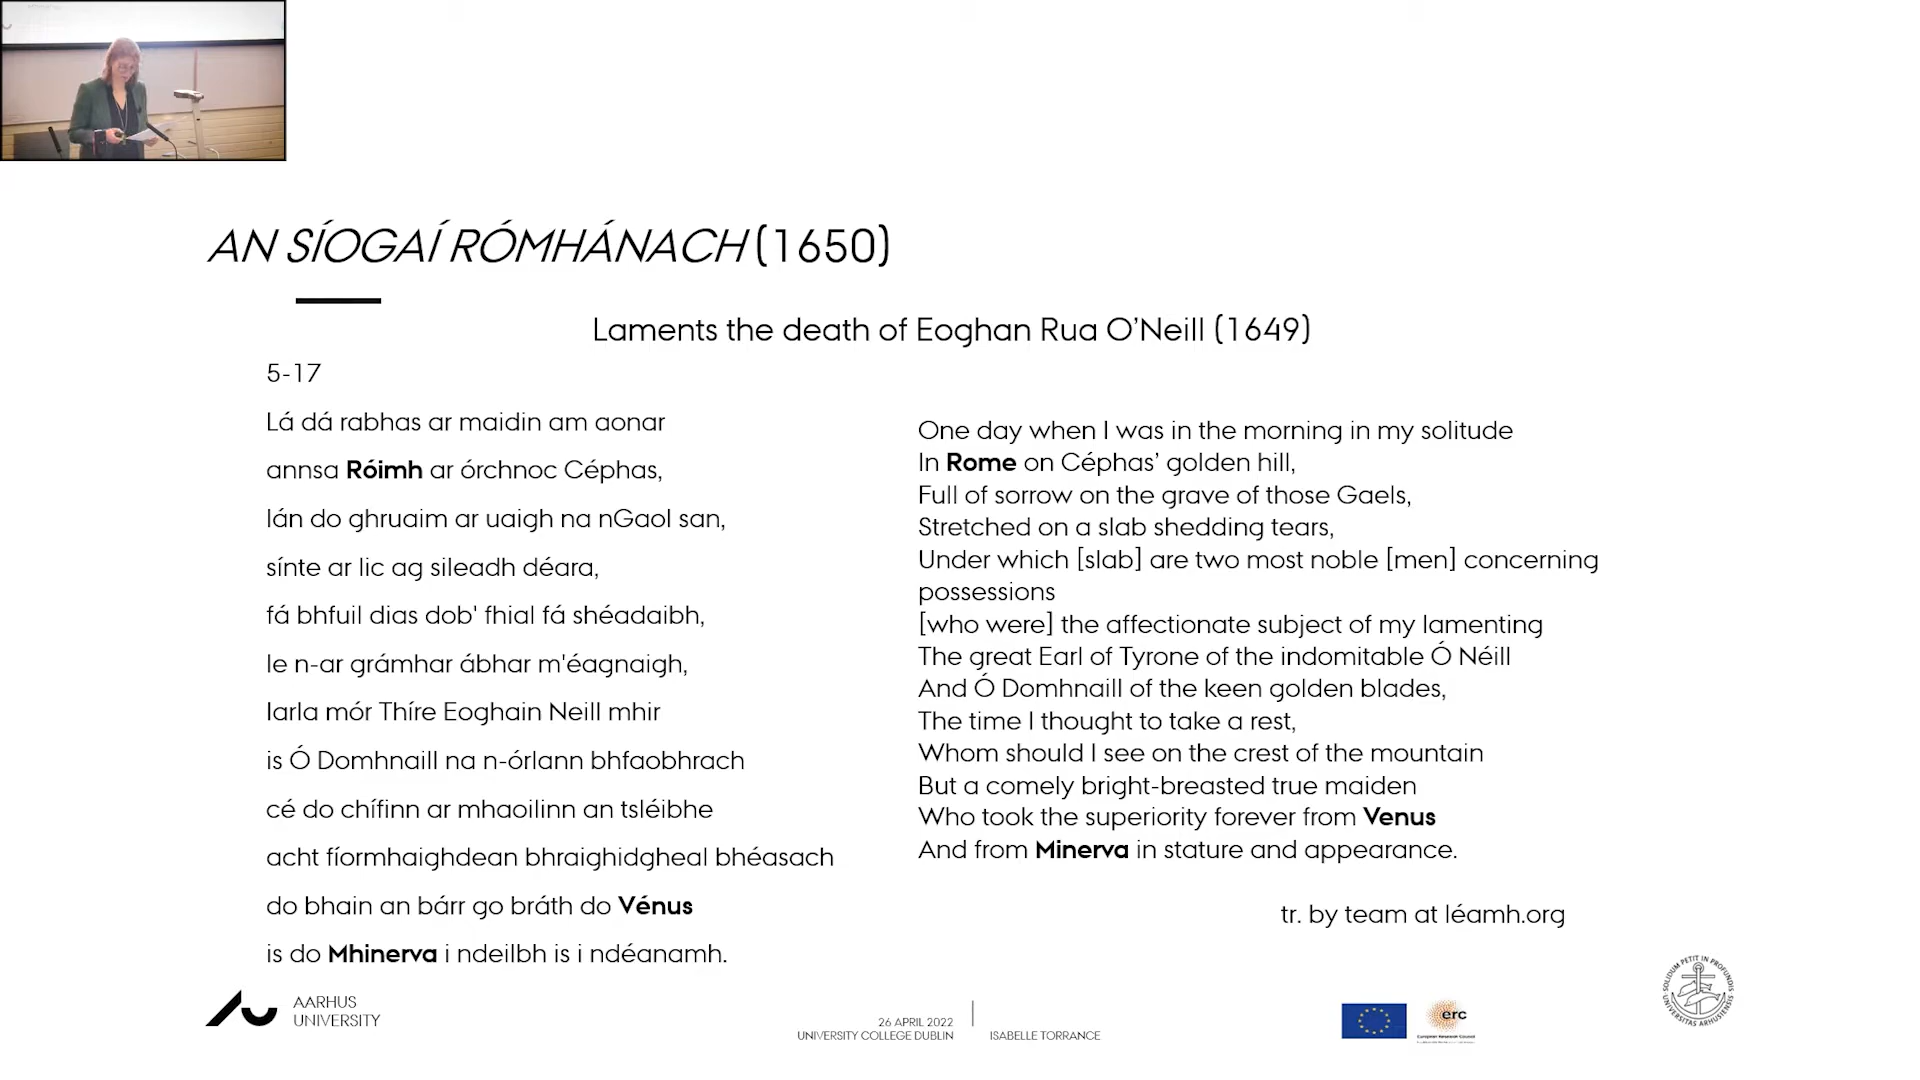 AN SÍOGAÍ RÓMHÁNACH (1650)
Laments the death of Eoghan Rua O'Neill (1649)
5-17
Lá dá rabhas ar maidin am aonar
annsa Róimh ar órchnoc Céphas,
lán do ghruaim ar uaigh na nGaol san,
sínte ar lic ag sileadh déara,
fá bhfuil dias dob' fhial fá shéadaibh,
le n-ar grámhar ábhar m'éagnaigh,
Iarla mór Thíre Eoghain Neill mhir
is Ó Domhnaill na n-órlann bhfaobhrach
cé do chífinn ar mhaoilinn an tsléibhe
acht fíormhaighdean bhraighidgheal bhéasach
do bhain an bárr go bráth do Vénus
is do Mhinerva i ndeilbh is i ndéanamh.
One day when I was in the morning in my solitude
In Rome on Céphas' golden hill,
Full of sorrow on the grave of those Gaels,
Stretched on a slab shedding tears,
Under which [slab] are two most noble [men] concerning
possessions
[who were] the affectionate subject of my lamenting
The great Earl of Tyrone of the indomitable Ó Néill
And Ó Domhnaill of the keen golden blades,
The time I thought to take a rest,
Whom should I see on the crest of the mountain
But a comely bright-breasted true maiden
Who took the superiority forever from Venus
And from Minerva in stature and appearance.
tr. by team at léamh.org
AARHUS
UNIVERSITY
26 APRIL 2022
UNIVERSITY COLLEGE DUBLIN
ISABELLE TORRANCE
erc
European Research Council
SOLIDUM PETIT IN PROFUNDIS
UNIVERSITAS ARHUSIENSIS